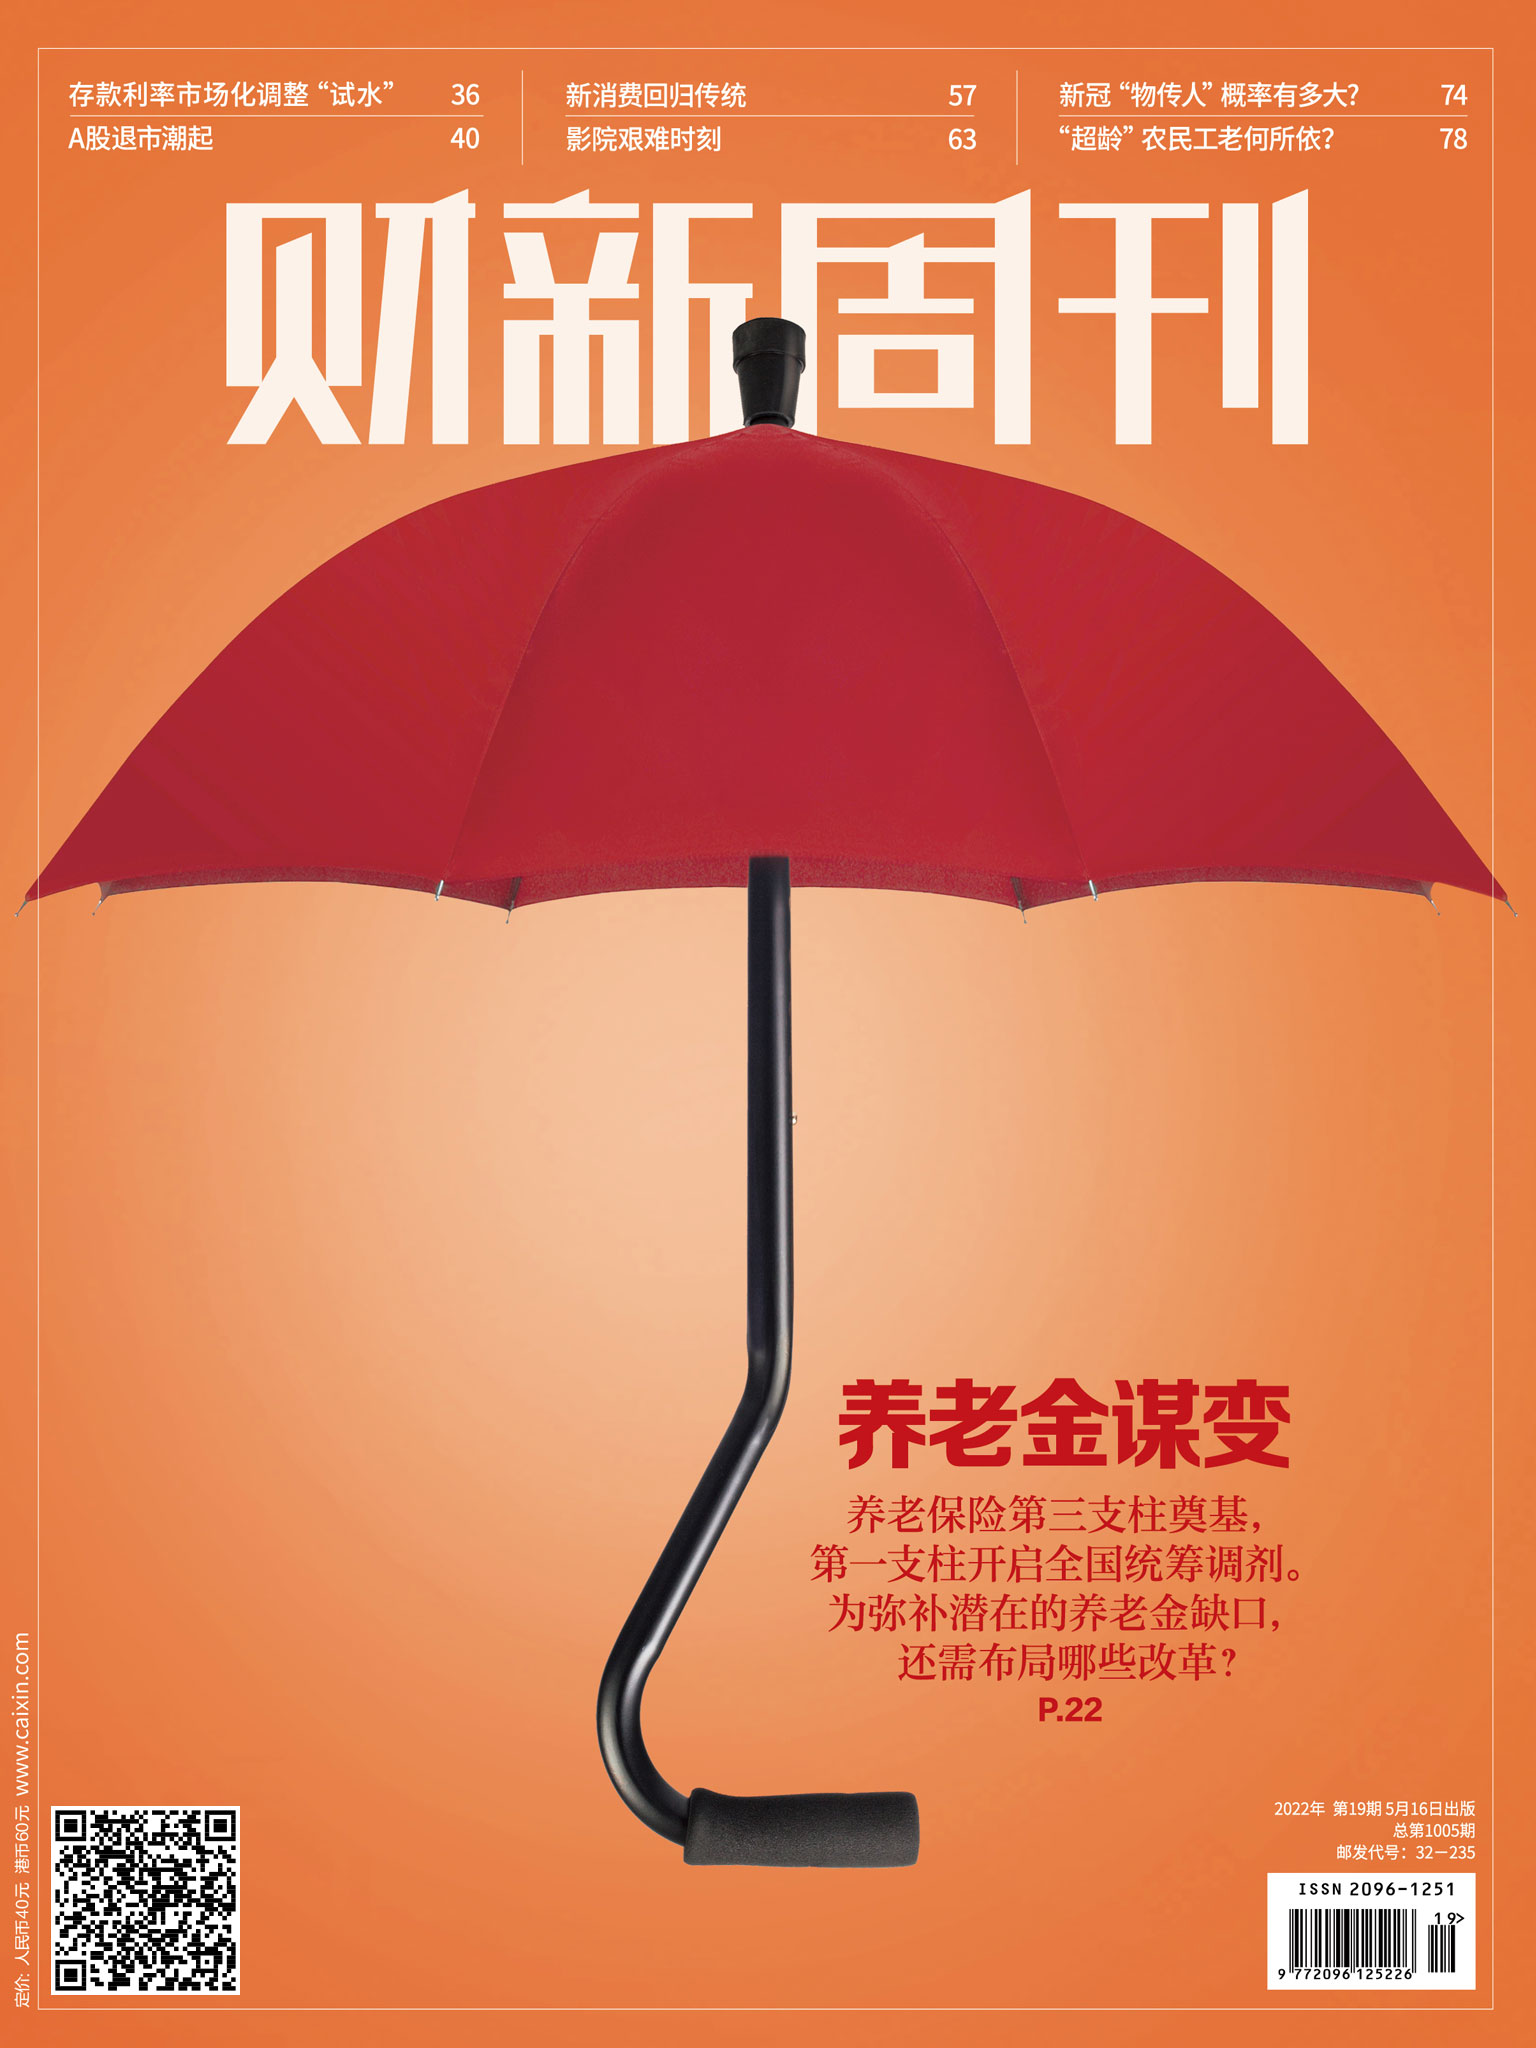 存款利率市场化调整“试水” 36
A股退市潮起 40
新消费回归传统 57
影院艰难时刻 63
新冠“物传人”概率有多大? 74
“超龄”农民工老何所依? 78
财新周刊
养老金谋变
养老保险第三支柱奠基，
第一支柱开启全国统筹调剂。
为弥补潜在的养老金缺口，
还需布局哪些改革？
P.22
定价：人民币40元 港币60元 www.caixin.com
2022年 第19期 5月16日出版
总第1005期
邮发代号：32－235
ISSN 2096-1251
19>
9 772096 125226